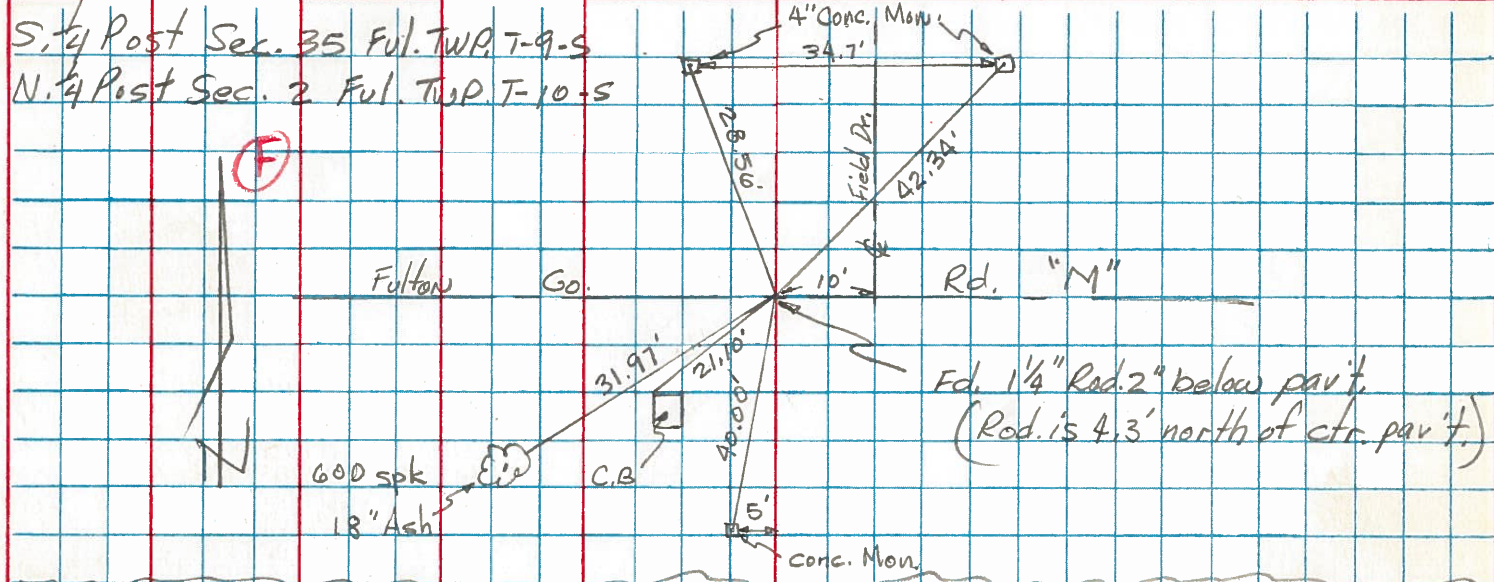 S. 1/4 Post Sec. 35 Ful. TWP. T-9-S
N. 1/4 Post Sec. 2 Ful. TWP. T-10-S
F
4" Conc. Mon.
34.7'
28.56'
Field Dr.
42.34'
℄
Fulton Co. Rd. "M"
10'
31.97'
21.10'
40.00'
Fd. 1 1/4" Rod. 2" below pav't.
(Rod. is 4.3' north of ctr. pav't.)
N
600 spk
18" Ash
C.B
5'
conc. Mon.